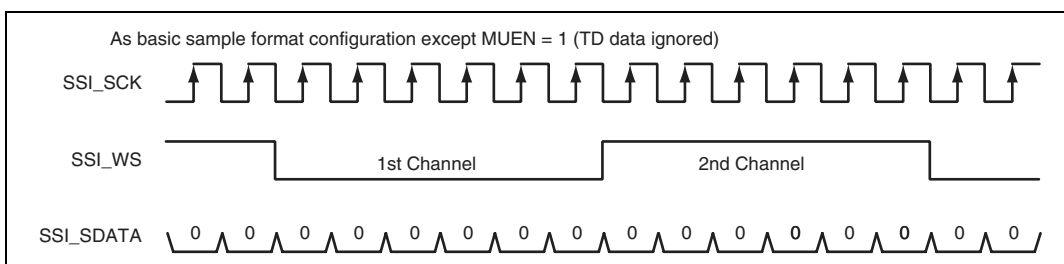 As basic sample format configuration except MUEN = 1 (TD data ignored)
SSI_SCK
SSI_WS
1st Channel
2nd Channel
SSI_SDATA
0 0 0 0 0 0 0 0 0 0 0 0 0 0 0 0